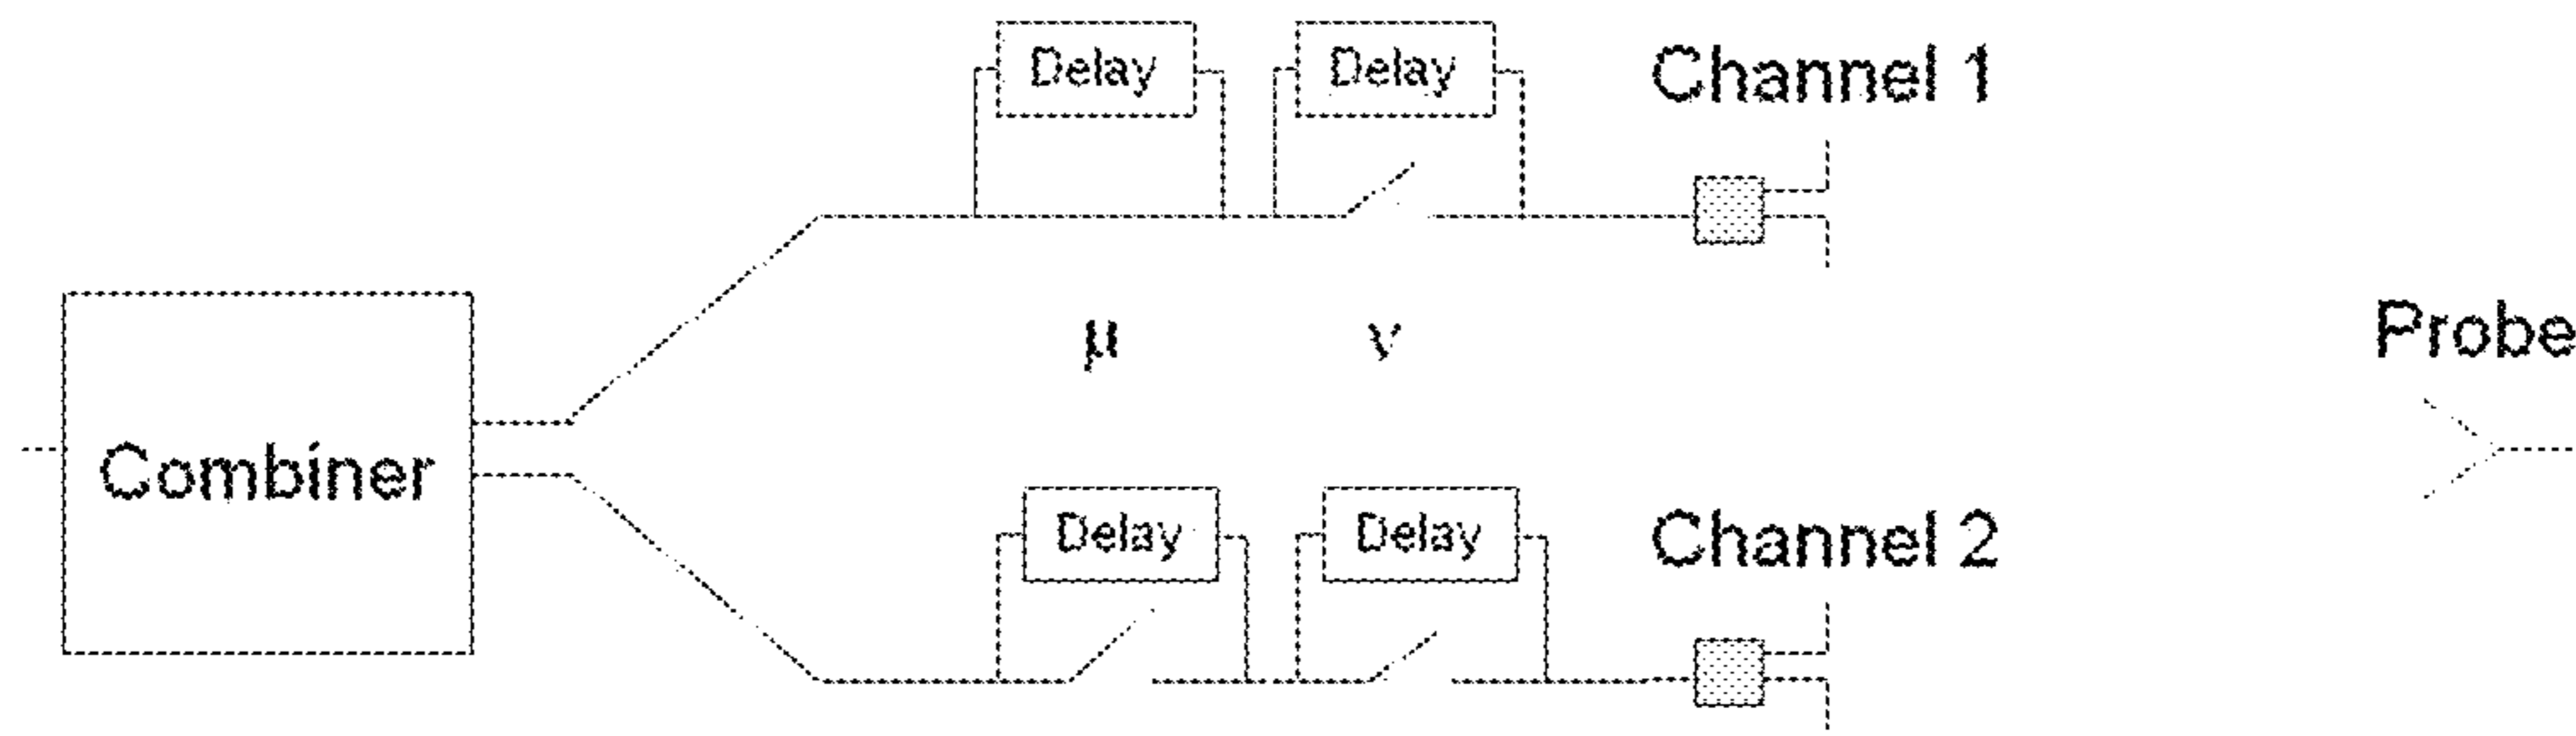 Delay
Delay
Channel 1
μ
ν
Probe
Combiner
Delay
Delay
Channel 2